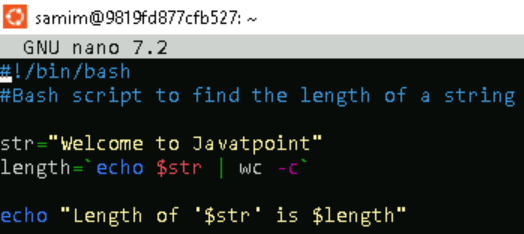 samim@9819fd877cfb527: ~
GNU nano 7.2
#!/bin/bash
#Bash script to find the length of a string
str="Welcome to Javatpoint"
length=`echo $str | wc -c`
echo "Length of '$str' is $length"